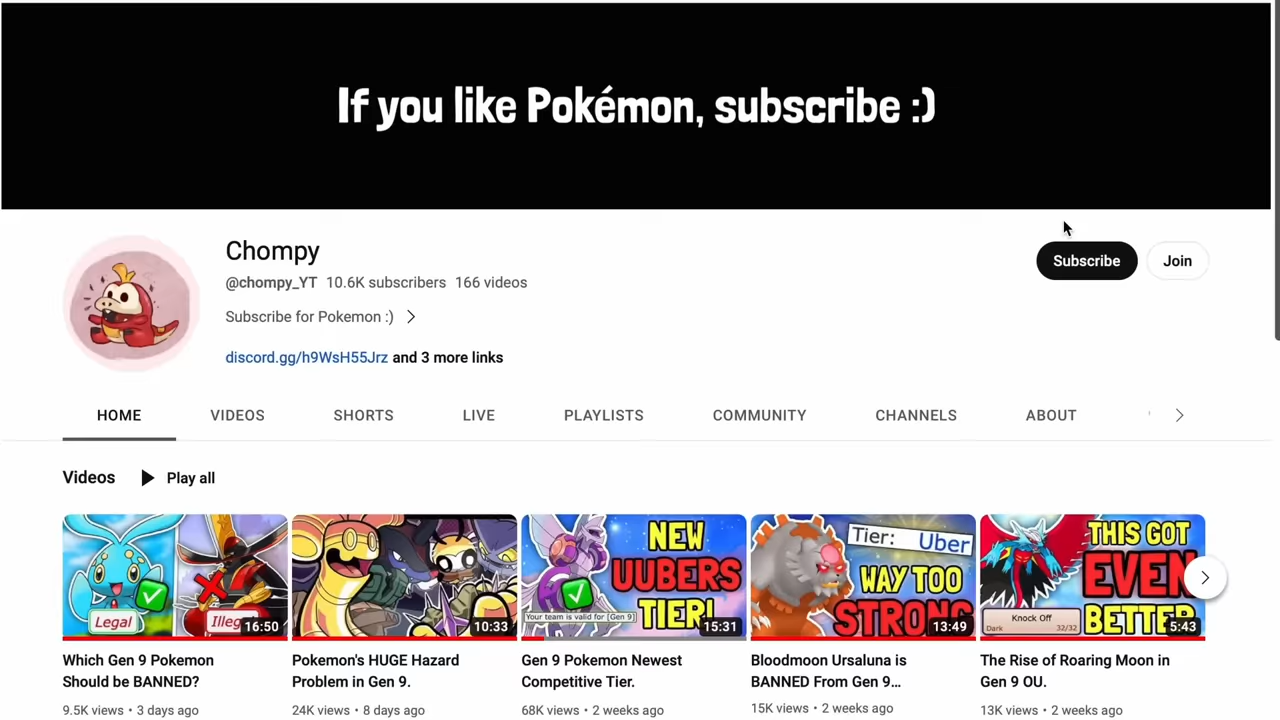 If you like Pokémon, subscribe :)
Chompy
@chompy_YT 10.6K subscribers 166 videos
Subscribe for Pokemon :)
discord.gg/h9WsH55Jrz and 3 more links
Subscribe
Join
HOME VIDEOS SHORTS LIVE PLAYLISTS COMMUNITY CHANNELS ABOUT
Videos Play all
Legal
16:50
10:33
NEW
UUBERS
TIER!
Your team is valid for [Gen 9]
15:31
Tier: Uber
WAY TOO
STRONG
13:49
THIS GOT
EVEN
BETTER
Knock Off
Dark 32/32
5:43
Which Gen 9 Pokemon
Should be BANNED?
9.5K views • 3 days ago
Pokemon's HUGE Hazard
Problem in Gen 9.
24K views • 8 days ago
Gen 9 Pokemon Newest
Competitive Tier.
68K views • 2 weeks ago
Bloodmoon Ursaluna is
BANNED From Gen 9...
15K views • 2 weeks ago
The Rise of Roaring Moon in
Gen 9 OU.
13K views • 2 weeks ago